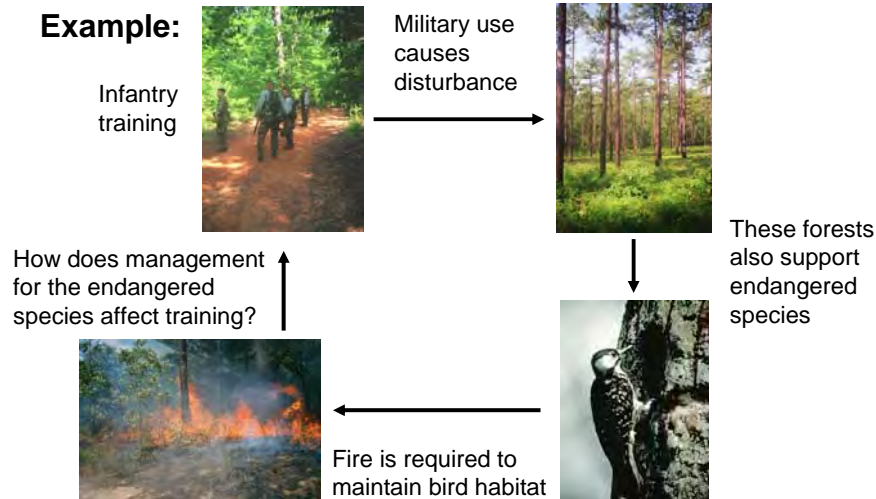 Example:
Infantry
training
Military use
causes
disturbance
These forests
also support
endangered
species
Fire is required to
maintain bird habitat
How does management
for the endangered
species affect training?